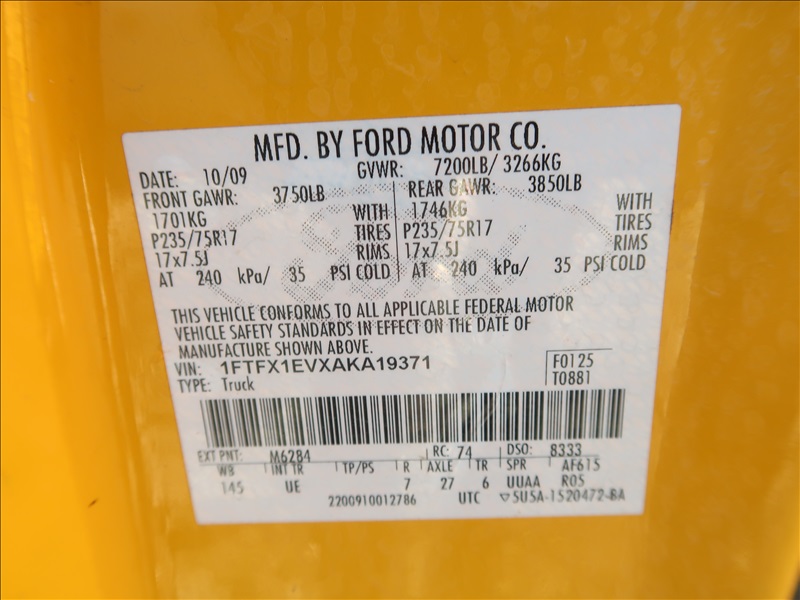 MFD. BY FORD MOTOR CO.
DATE: 10/09 GVWR: 7200LB/ 3266KG
FRONT GAWR: 3750LB REAR GAWR: 3850LB
1701KG WITH 1746KG WITH
P235/75R17 TIRES P235/75R17 TIRES
17x7.5J RIMS 17x7.5J RIMS
AT 240 kPa/ 35 PSI COLD AT 240 kPa/ 35 PSI COLD
THIS VEHICLE CONFORMS TO ALL APPLICABLE FEDERAL MOTOR
VEHICLE SAFETY STANDARDS IN EFFECT ON THE DATE OF
MANUFACTURE SHOWN ABOVE.
VIN: 1FTFX1EVXAKA19371 F0125
TYPE: Truck T0881
EXT PNT: M6284 RC: 74 DSO: 8333
WB INT TR TP/PS R AXLE TR SPR AF615
145 UE 7 27 6 UUAA R05
2200910012786 UTC ▽5U5A-1520472-BA